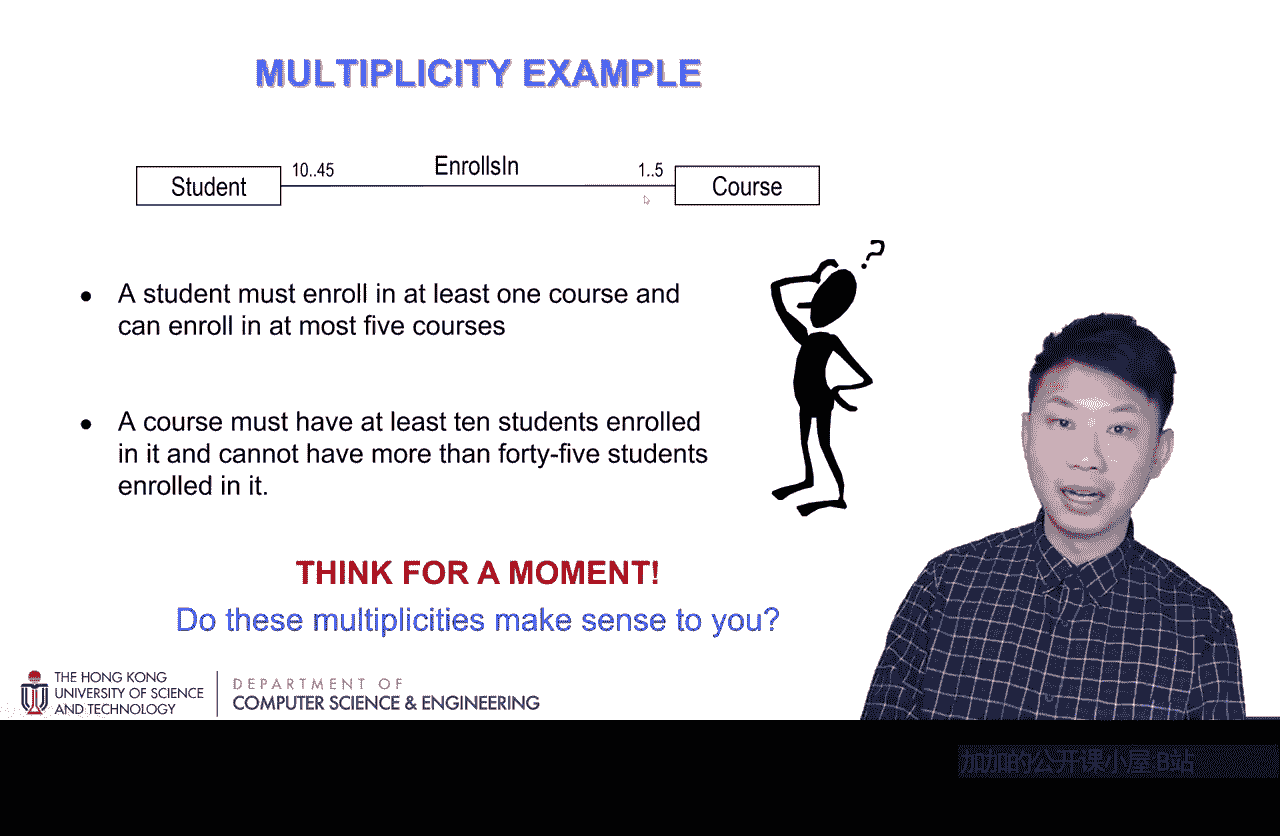 MULTIPLICITY EXAMPLE
Student
10..45
EnrollsIn
1..5
Course
?
● A student must enroll in at least one course and
can enroll in at most five courses
● A course must have at least ten students enrolled
in it and cannot have more than forty-five students
enrolled in it.
THINK FOR A MOMENT!
Do these multiplicities make sense to you?
THE HONG KONG
UNIVERSITY OF SCIENCE
AND TECHNOLOGY
DEPARTMENT OF
COMPUTER SCIENCE & ENGINEERING
加加的公开课小屋 B站